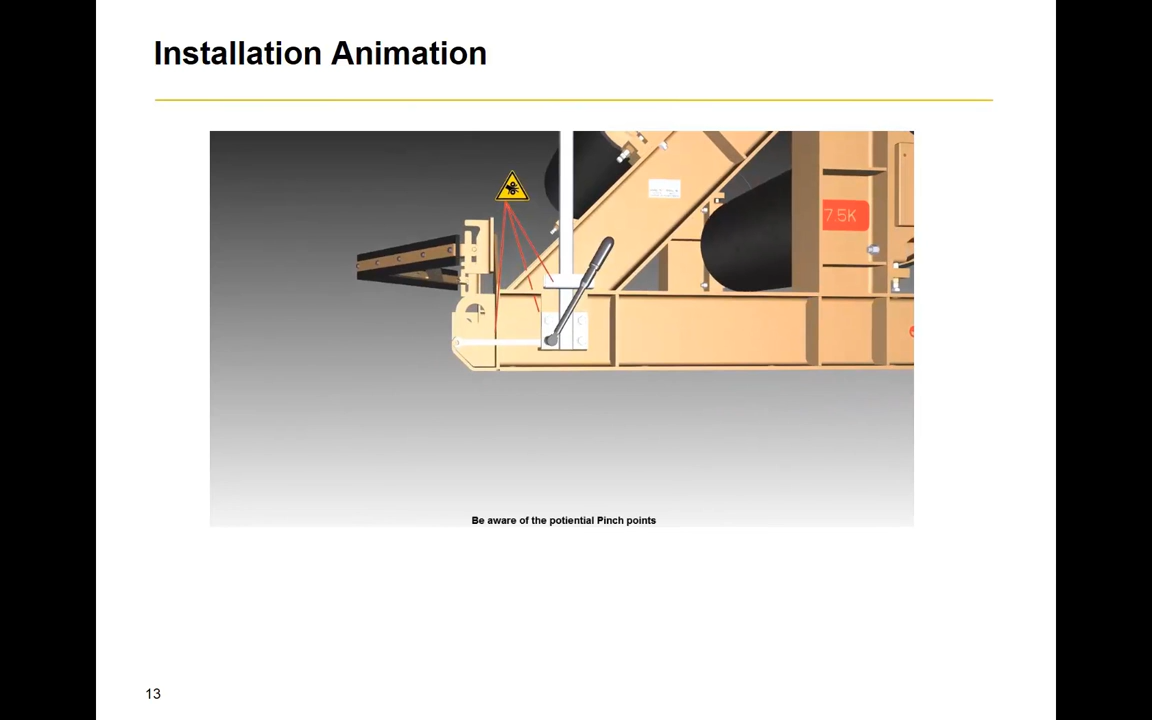 Installation Animation
7.5K
Be aware of the potiential Pinch points
13